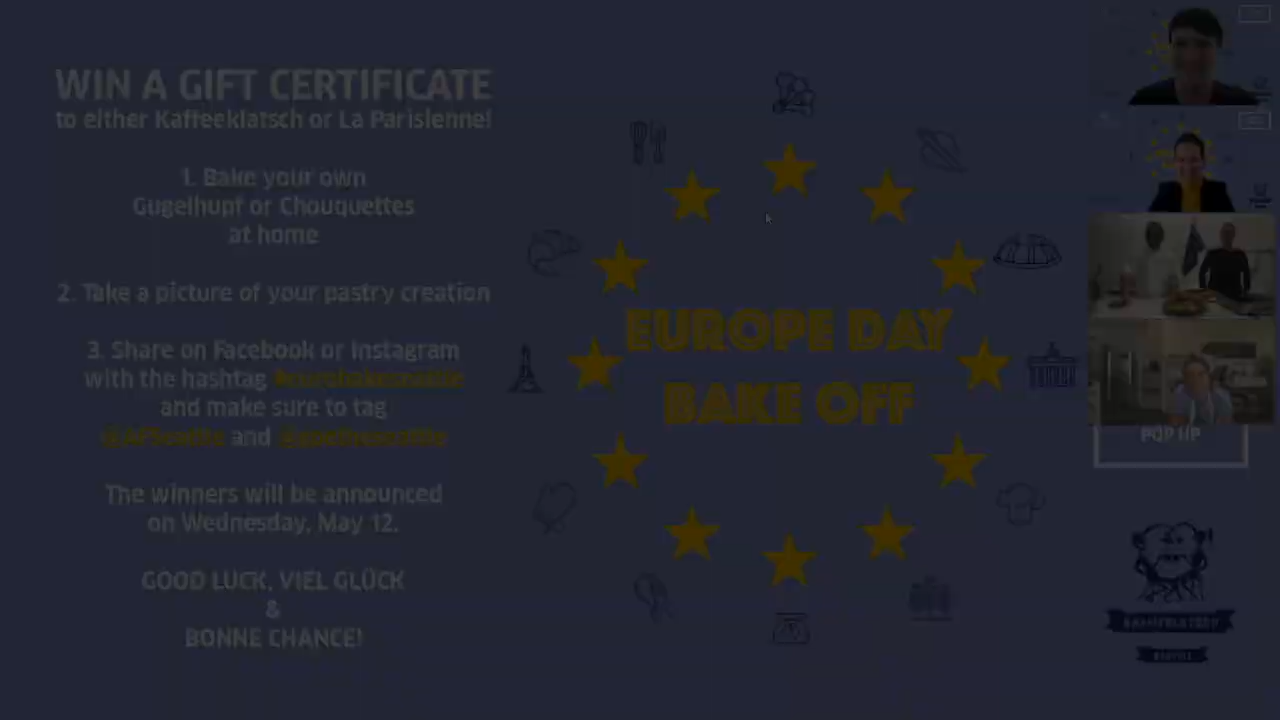 WIN A GIFT CERTIFICATE
to either Kaffeeklatsch or La Parisienne!
1. Bake your own
Gugelhupf or Chouquettes
at home
2. Take a picture of your pastry creation
3. Share on Facebook or Instagram
with the hashtag
and make sure to tag
and
The winners will be announced
on Wednesday, May 12.
GOOD LUCK, VIEL GLÜCK
&
BONNE CHANCE!
EUROPE DAY
BAKE OFF
POP UP
KAFFEEKLATSCH
SEATTLE